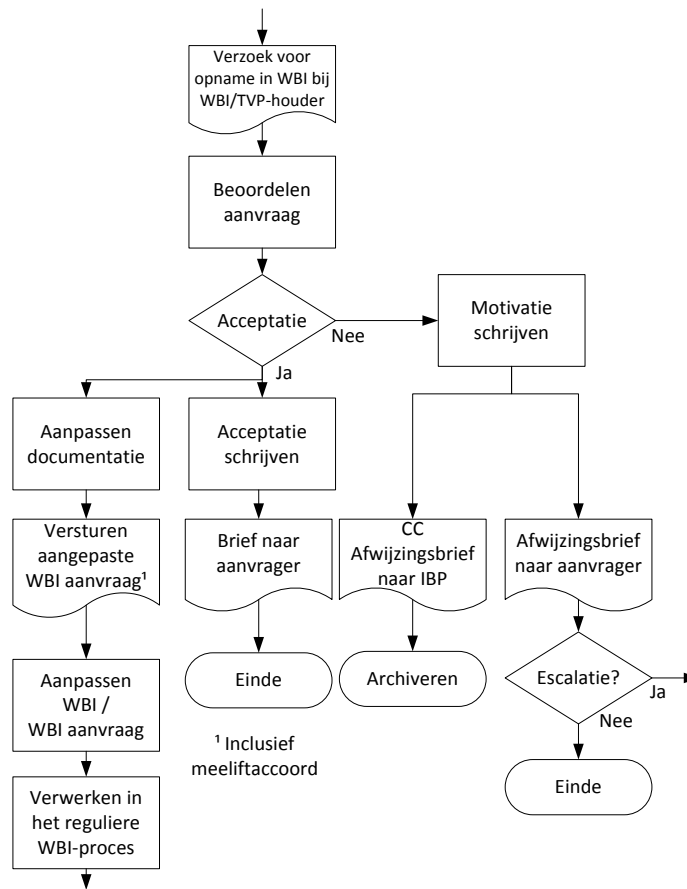 Verzoek voor
opname in WBI bij
WBI/TVP-houder
Beoordelen
aanvraag
Acceptatie
Nee
Motivatie
schrijven
Ja
Aanpassen
documentatie
Acceptatie
schrijven
Versturen
aangepaste
WBI aanvraag¹
Brief naar
aanvrager
CC
Afwijzingsbrief
naar IBP
Afwijzingsbrief
naar aanvrager
Aanpassen
WBI /
WBI aanvraag
Einde
Archiveren
Escalatie?
Ja
Nee
¹ Inclusief
meeliftaccoord
Einde
Verwerken in
het reguliere
WBI-proces